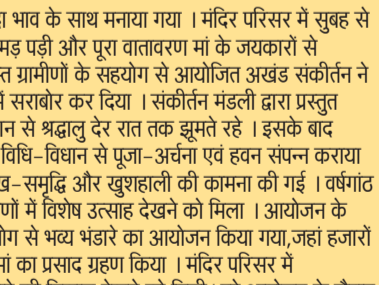 भाव के साथ मनाया गया । मंदिर परिसर में सुबह से
पड़ी और पूरा वातावरण मां के जयकारों से
ग्रामीणों के सहयोग से आयोजित अखंड संकीर्तन ने
सराबोर कर दिया । संकीर्तन मंडली द्वारा प्रस्तुत
से श्रद्धालु देर रात तक झूमते रहे । इसके बाद
विधि-विधान से पूजा-अर्चना एवं हवन संपन्न कराया
-समृद्धि और खुशहाली की कामना की गई । वर्षगांठ
में विशेष उत्साह देखने को मिला । आयोजन के
से भव्य भंडारे का आयोजन किया गया,जहां हजारों
का प्रसाद ग्रहण किया । मंदिर परिसर में